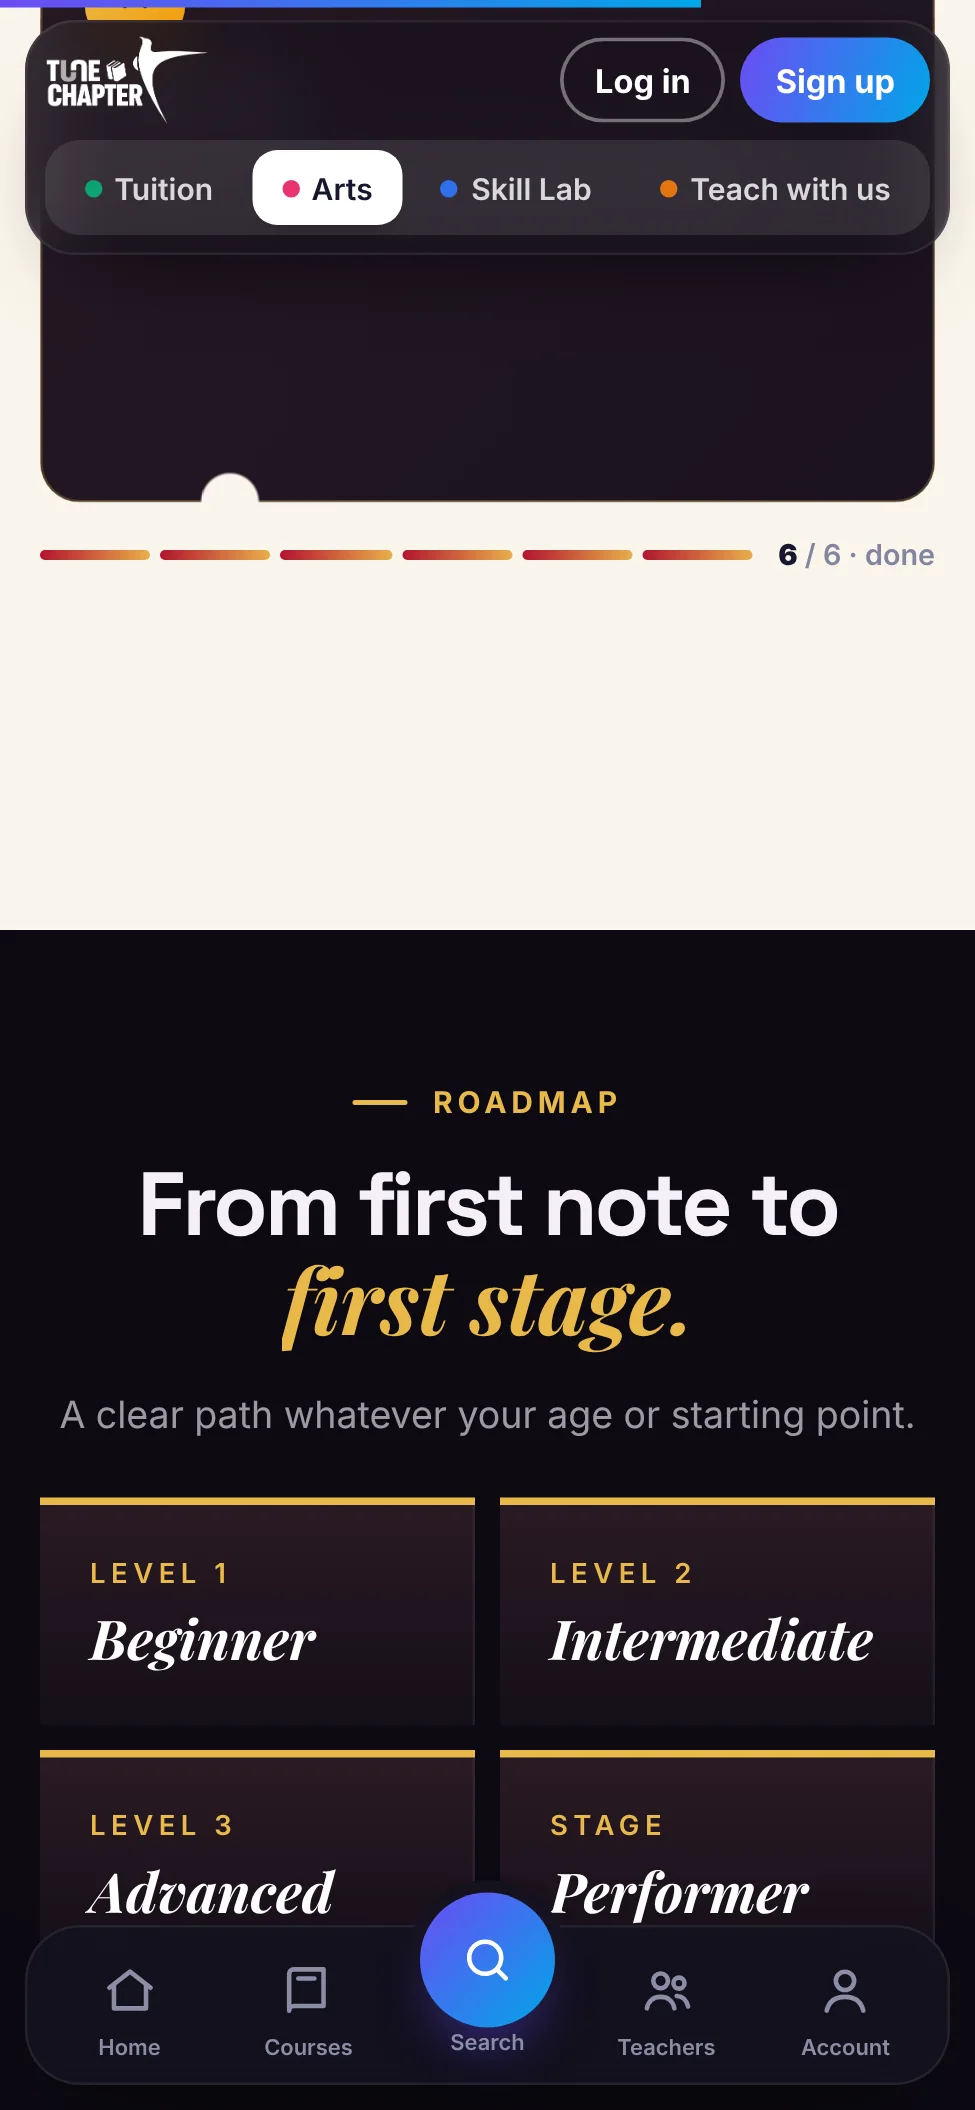 TUNE
CHAPTER
Log in
Sign up
Tuition
Arts
Skill Lab
Teach with us
6 / 6 · done
ROADMAP
From first note to
first stage.
A clear path whatever your age or starting point.
LEVEL 1
Beginner
LEVEL 2
Intermediate
LEVEL 3
Advanced
STAGE
Performer
Home
Courses
Search
Teachers
Account